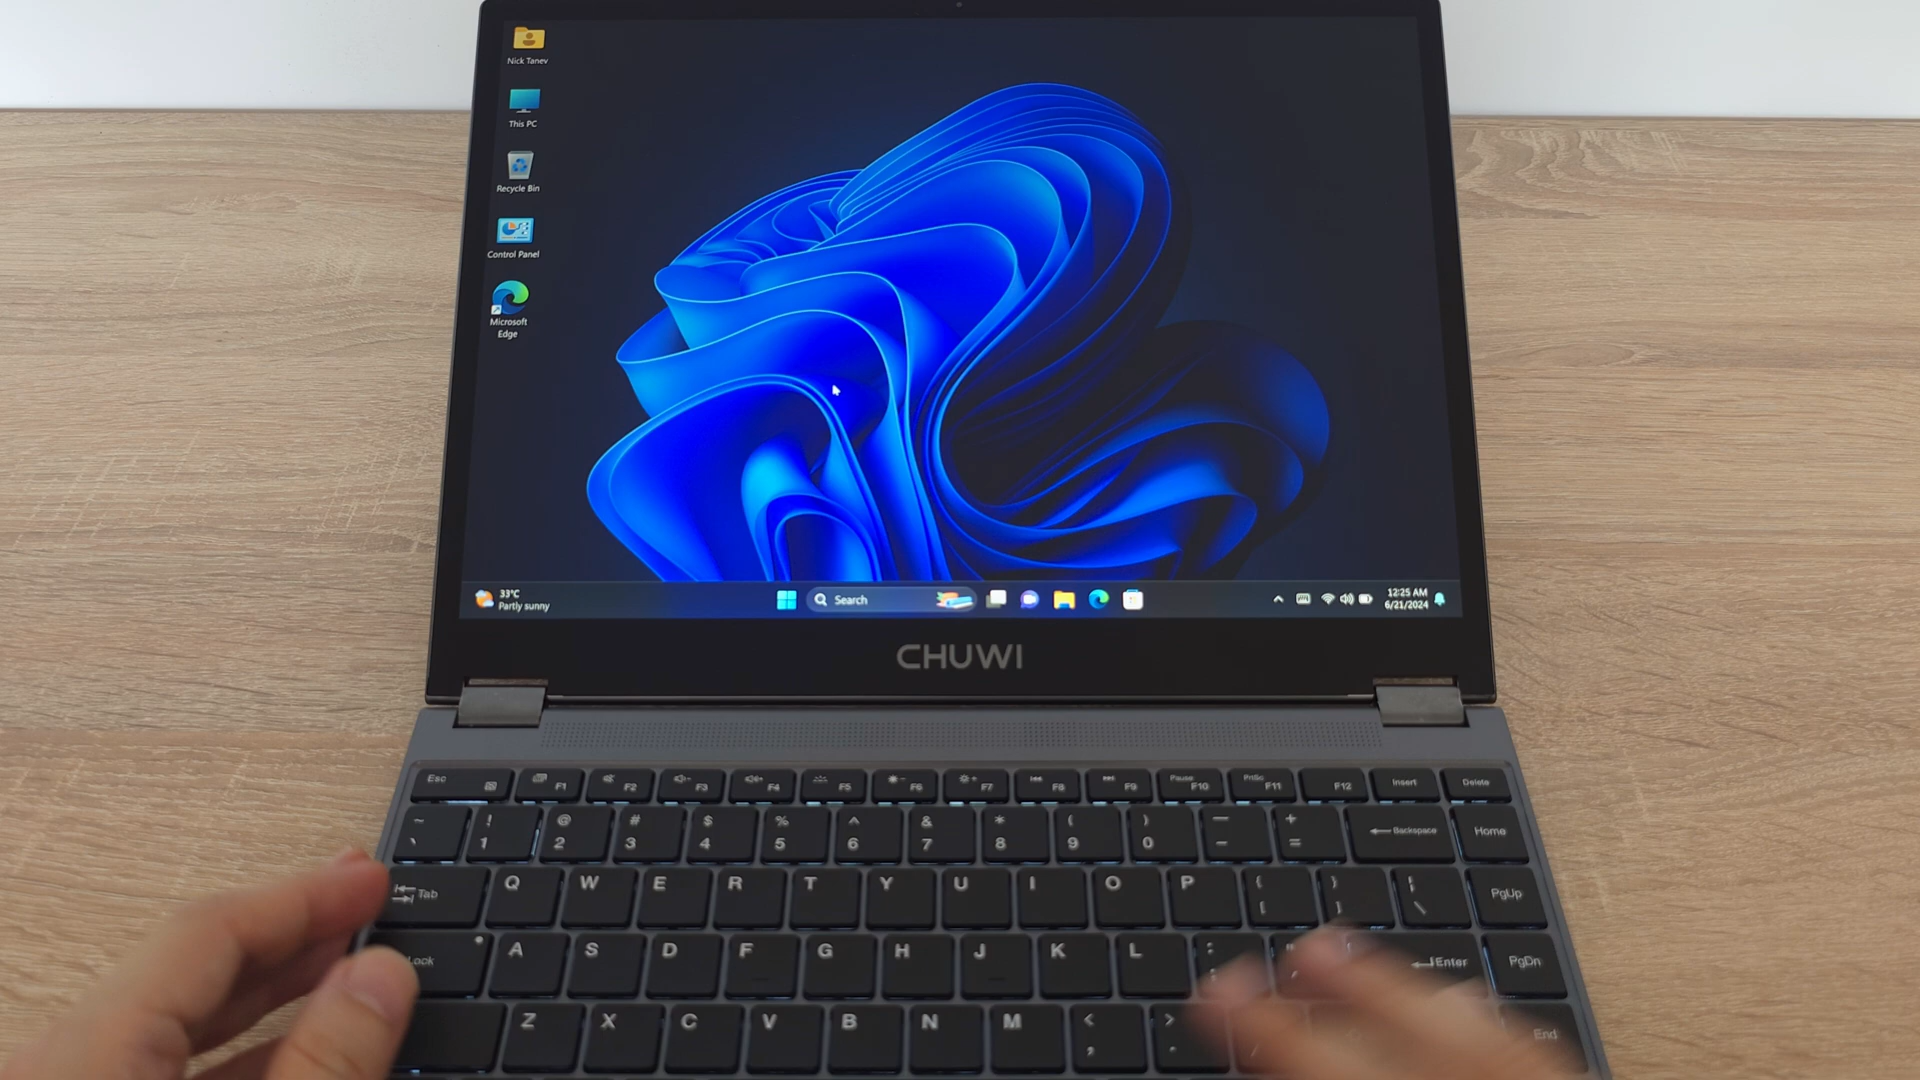 Nick Tanev
This PC
Recycle Bin
Control Panel
Microsoft
Edge
33°C
Partly sunny
Search
12:25 AM
6/21/2024
CHUWI
Esc F1 F2 F3 F4 F5 F6 F7 F8 F9 Pause F10 PrtSc F11 F12 Insert Delete
~ ! @ # $ % ^ & * ( ) — +
` 1 2 3 4 5 6 7 8 9 0 - = Backspace Home
Tab Q W E R T Y U I O P { } | PgUp
[ ] \
Lock A S D F G H J K L : " Enter PgDn
;
Z X C V B N M < > End
, .